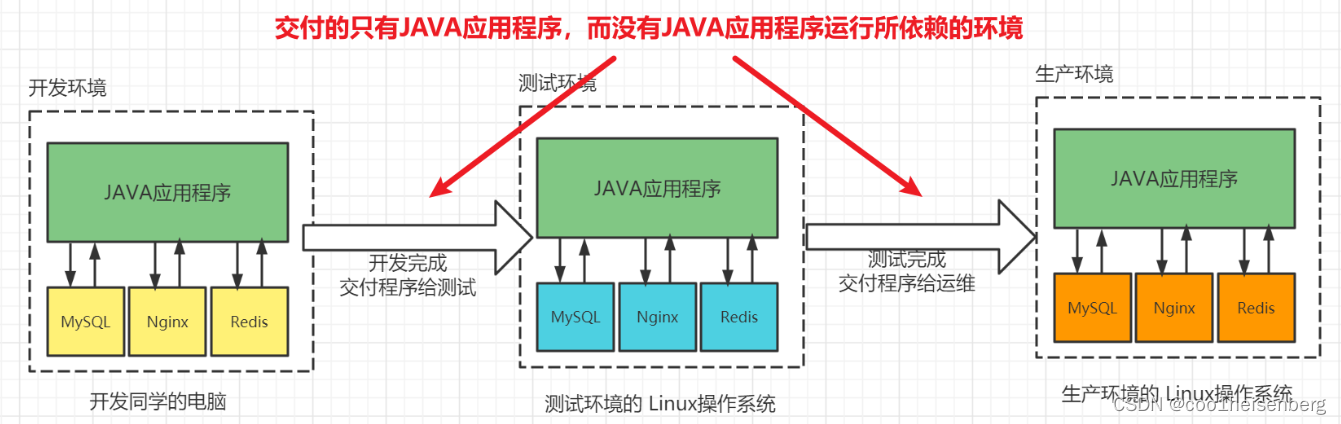 交付的只有JAVA应用程序，而没有JAVA应用程序运行所依赖的环境
开发环境
JAVA应用程序
MySQL
Nginx
Redis
开发同学的电脑
开发完成
交付程序给测试
测试环境
JAVA应用程序
MySQL
Nginx
Redis
测试环境的 Linux操作系统
测试完成
交付程序给运维
生产环境
JAVA应用程序
MySQL
Nginx
Redis
生产环境的 Linux操作系统
CSDN @coo1heisenberg